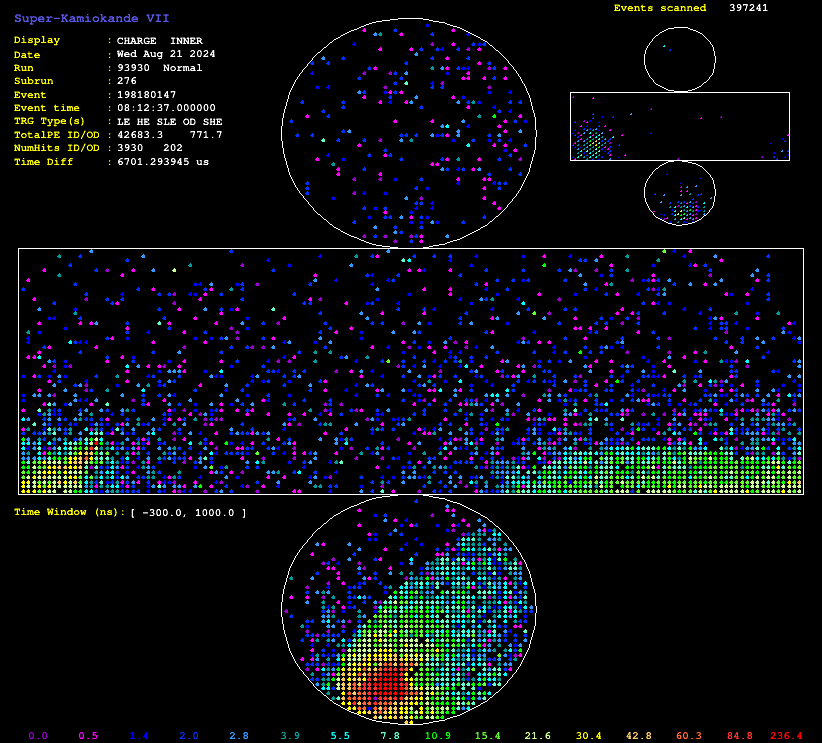 Super-Kamiokande VII
Events scanned 397241
Display : CHARGE INNER
Date : Wed Aug 21 2024
Run : 93930 Normal
Subrun : 276
Event : 198180147
Event time : 08:12:37.000000
TRG Type(s) : LE HE SLE OD SHE
TotalPE ID/OD : 42683.3 771.7
NumHits ID/OD : 3930 202
Time Diff : 6701.293945 us
Time Window (ns): [ -300.0, 1000.0 ]
0.0 0.5 1.4 2.0 2.8 3.9 5.5 7.8 10.9 15.4 21.6 30.4 42.8 60.3 84.8 236.4